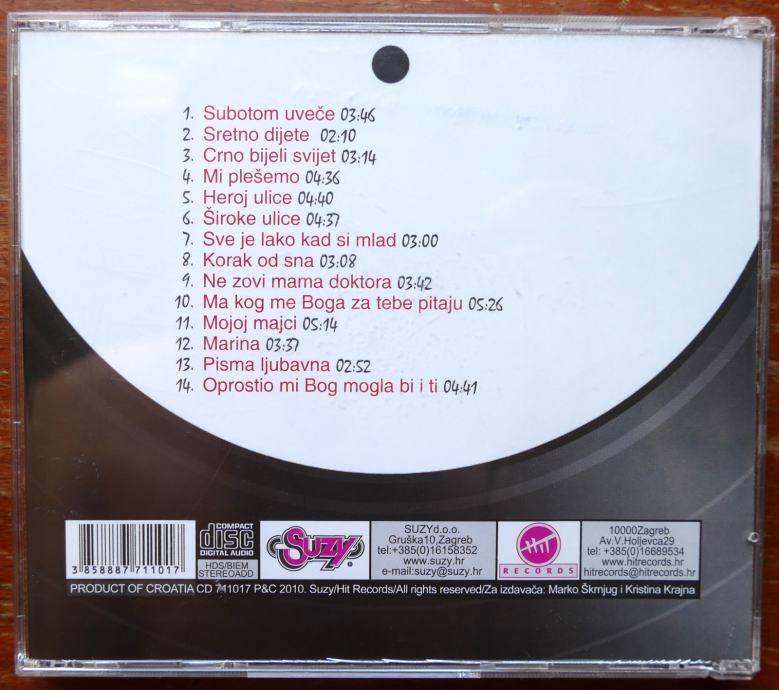 1. Subotom uveče 03:46
2. Sretno dijete 02:10
3. Crno bijeli svijet 03:14
4. Mi plešemo 04:36
5. Heroj ulice 04:40
6. Široke ulice 04:37
7. Sve je lako kad si mlad 03:00
8. Korak od sna 03:08
9. Ne zovi mama doktora 03:42
10. Ma kog me Boga za tebe pitaju 05:26
11. Mojoj majci 05:14
12. Marina 03:37
13. Pisma ljubavna 02:52
14. Oprostio mi Bog mogla bi i ti 04:41
3 858887 711017
COMPACT
disc
DIGITAL AUDIO
HDS/BIEM
STEREOADD
SUZY
SUZYd.o.o.
Gruška10,Zagreb
tel:+385(0)16158352
www.suzy.hr
e-mail:suzy@suzy.hr
HIT
RECORDS
10000Zagreb
Av.V.Holjevca29
tel: +385(0)16689534
www.hitrecords.hr
hitrecords@hitrecords.hr
PRODUCT OF CROATIA CD 711017 P&C 2010. Suzy/Hit Records/All rights reserved/Za izdavača: Marko Škrnjug i Kristina Krajna